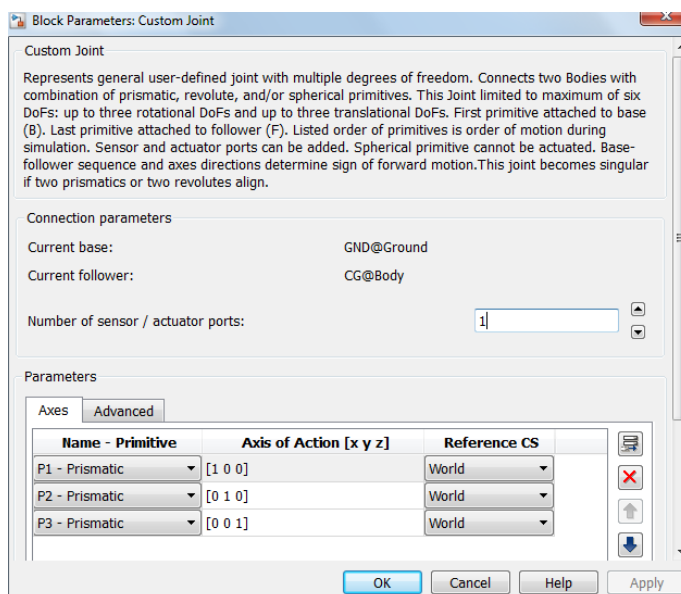 Block Parameters: Custom Joint
Custom Joint
Represents general user-defined joint with multiple degrees of freedom. Connects two Bodies with
combination of prismatic, revolute, and/or spherical primitives. This Joint limited to maximum of six
DoFs: up to three rotational DoFs and up to three translational DoFs. First primitive attached to base
(B). Last primitive attached to follower (F). Listed order of primitives is order of motion during
simulation. Sensor and actuator ports can be added. Spherical primitive cannot be actuated. Base-
follower sequence and axes directions determine sign of forward motion.This joint becomes singular
if two prismatics or two revolutes align.
Connection parameters
Current base: GND@Ground
Current follower: CG@Body
Number of sensor / actuator ports: 1
Parameters
Axes Advanced
Name - Primitive Axis of Action [x y z] Reference CS
P1 - Prismatic [1 0 0] World
P2 - Prismatic [0 1 0] World
P3 - Prismatic [0 0 1] World
OK Cancel Help Apply